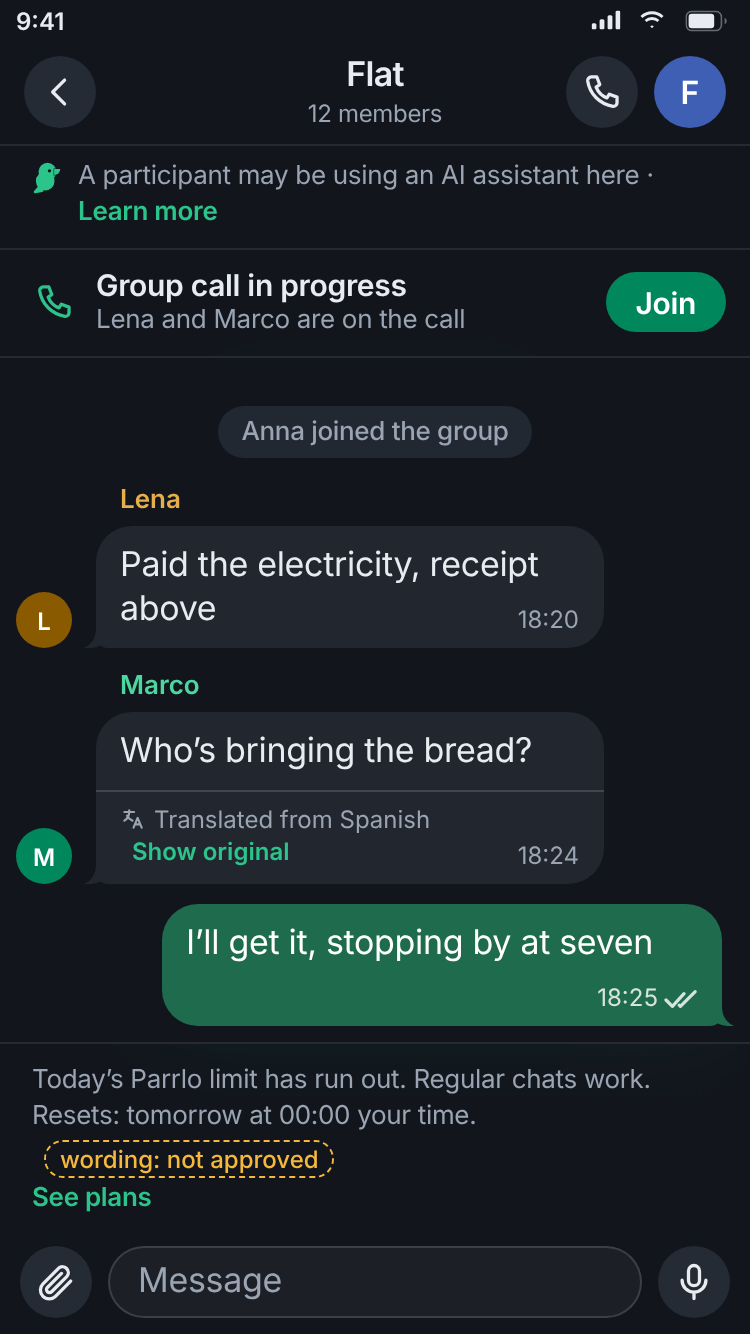 9:41
Flat
12 members
F
A participant may be using an AI assistant here ·
Learn more
Group call in progress
Lena and Marco are on the call
Join
Anna joined the group
Lena
Paid the electricity, receipt
above
18:20
L
Marco
Who’s bringing the bread?
Translated from Spanish
Show original
18:24
M
I’ll get it, stopping by at seven
18:25
Today’s Parrlo limit has run out. Regular chats work.
Resets: tomorrow at 00:00 your time.
wording: not approved
See plans
Message